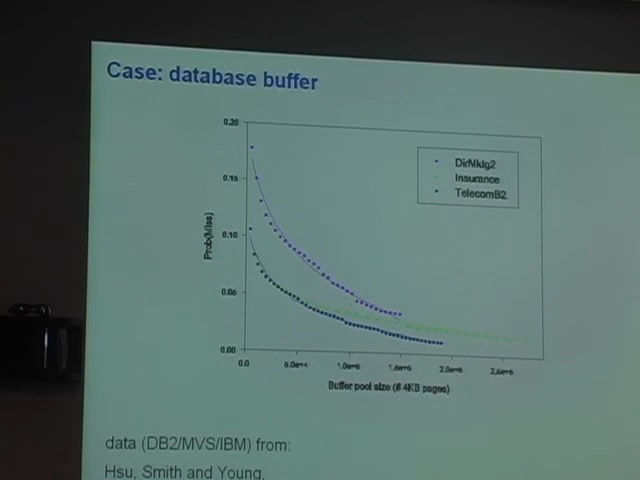 Case: database buffer
0.20
DirMktg2
Insurance
TelecomB2
0.15
Prob(Miss)
0.10
0.05
0.00
0.0
1.0e+6
2.0e+6
Buffer pool size (# 4KB pages)
data (DB2/MVS/IBM) from:
Hsu, Smith and Young,